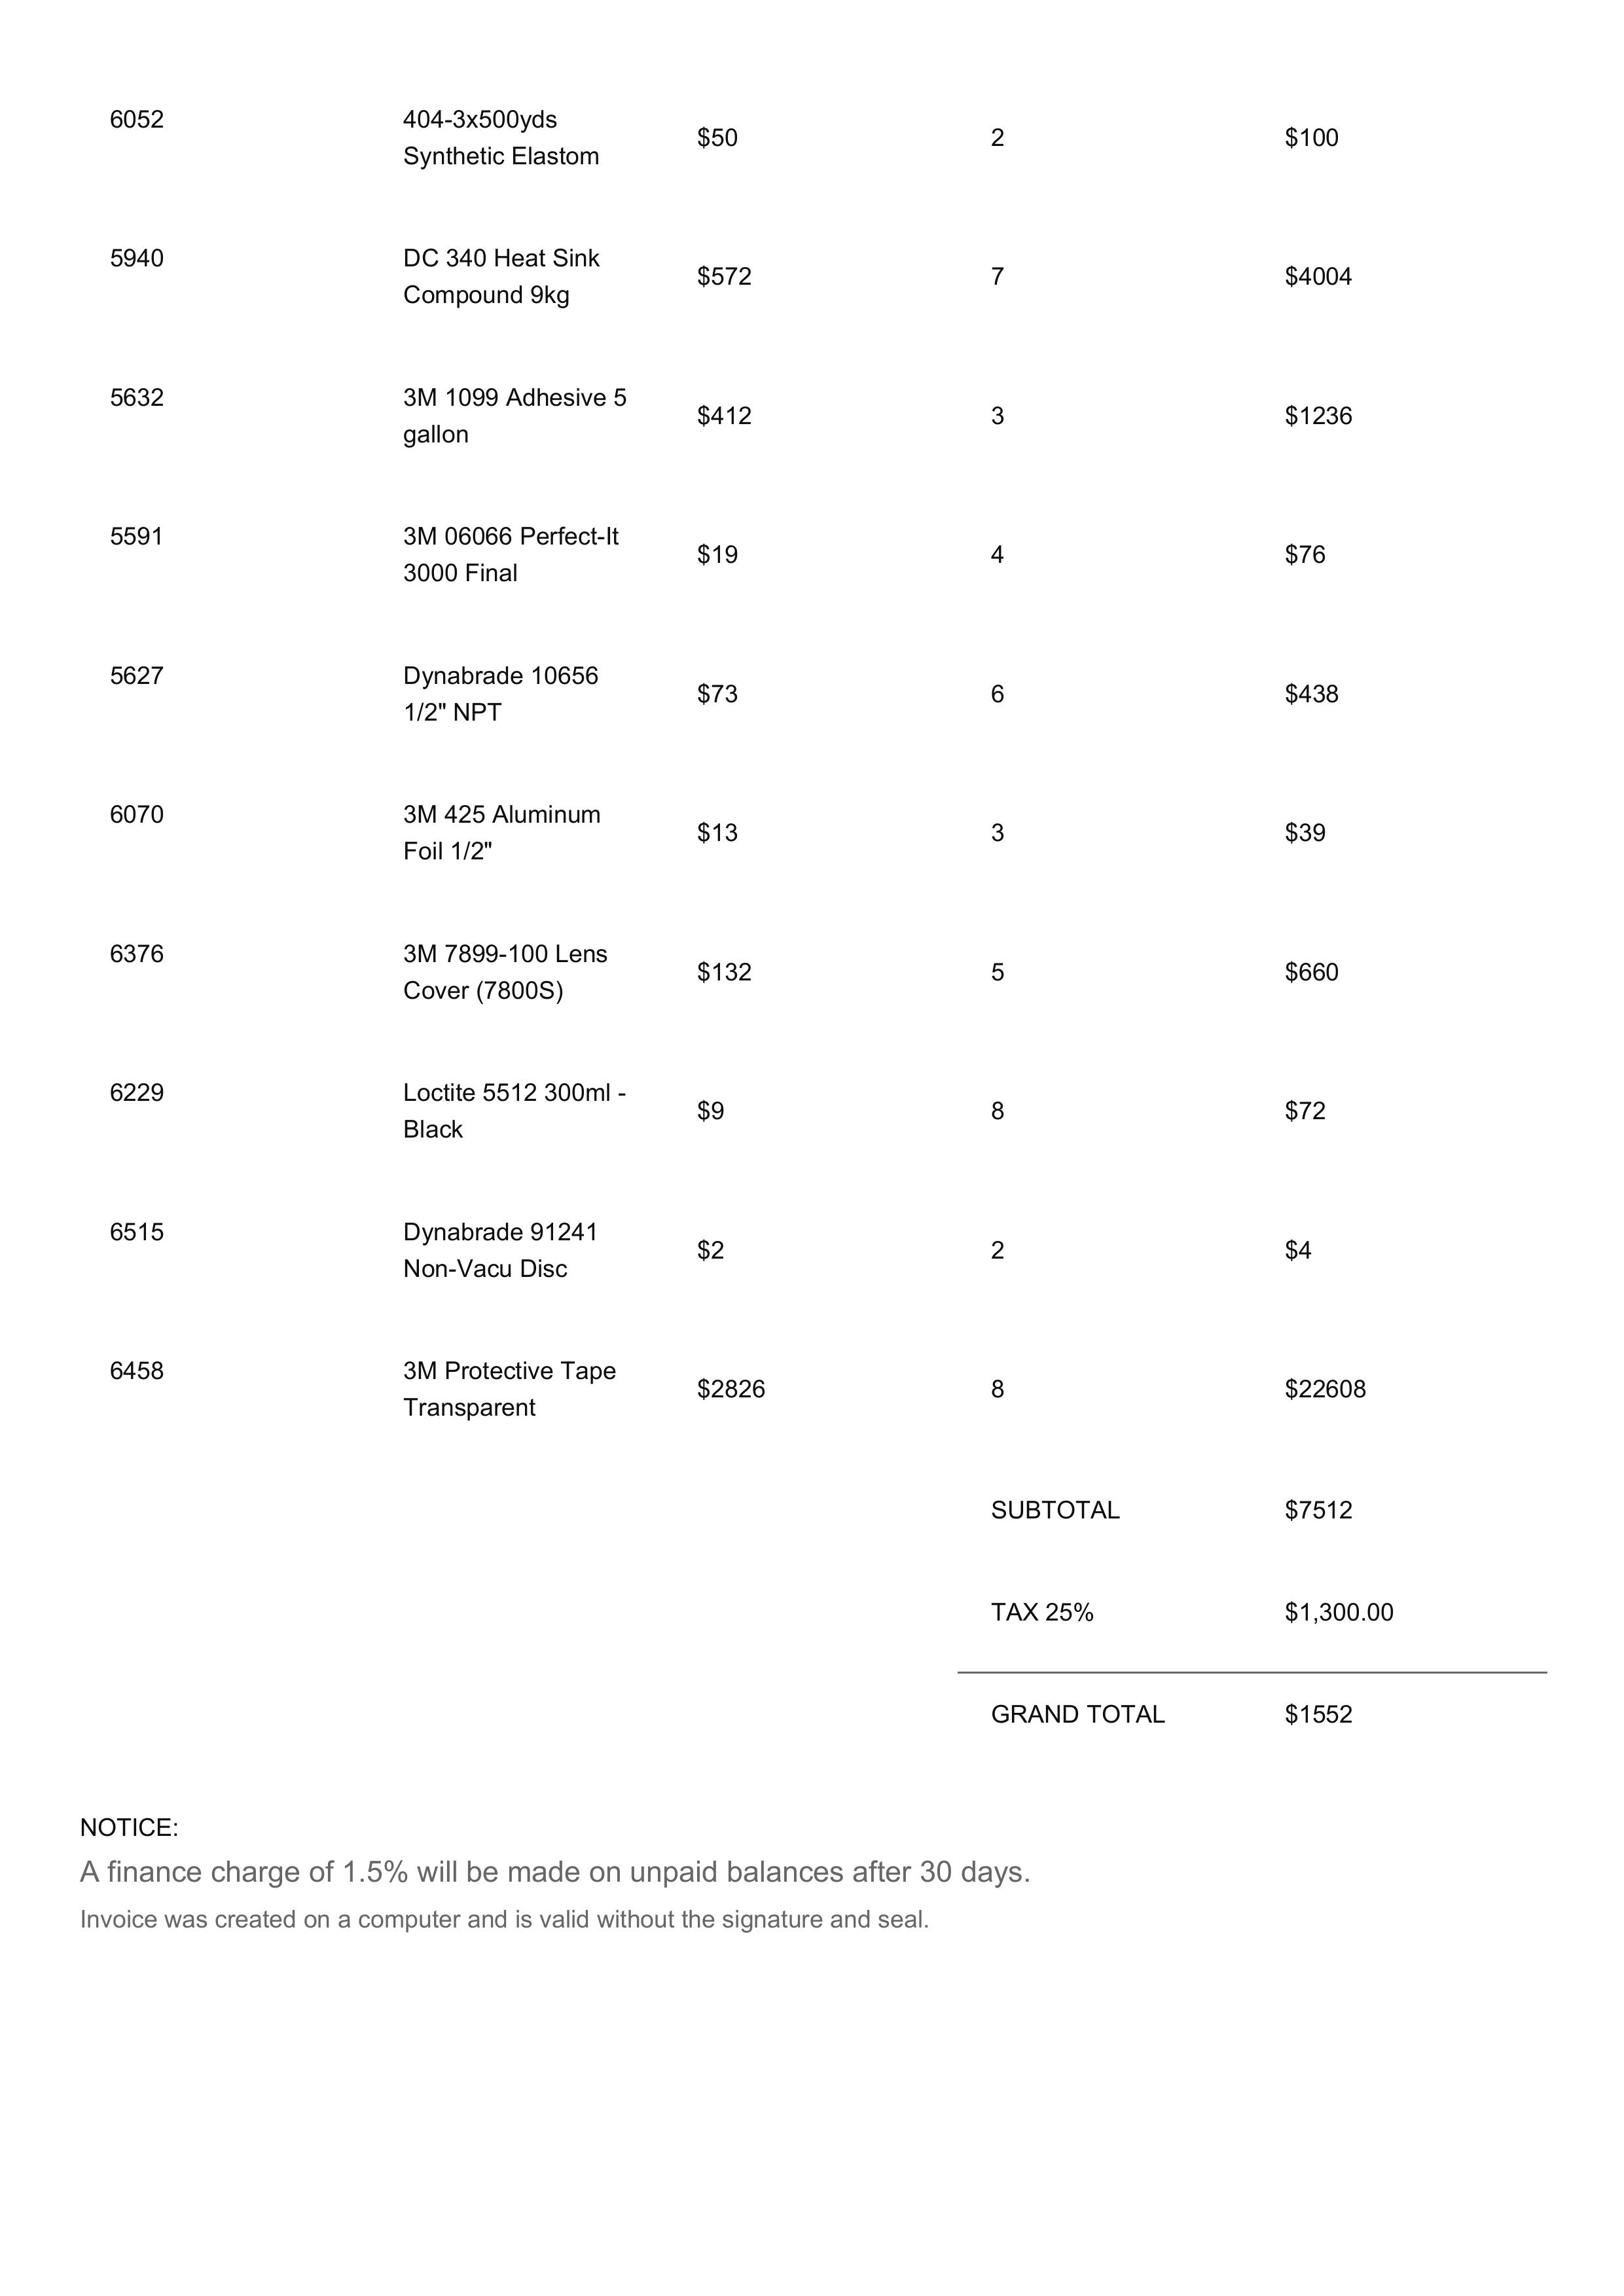 6052 404-3x500yds $50 2 $100
Synthetic Elastom
5940 DC 340 Heat Sink $572 7 $4004
Compound 9kg
5632 3M 1099 Adhesive 5 $412 3 $1236
gallon
5591 3M 06066 Perfect-It $19 4 $76
3000 Final
5627 Dynabrade 10656 $73 6 $438
1/2" NPT
6070 3M 425 Aluminum $13 3 $39
Foil 1/2"
6376 3M 7899-100 Lens $132 5 $660
Cover (7800S)
6229 Loctite 5512 300ml - $9 8 $72
Black
6515 Dynabrade 91241 $2 2 $4
Non-Vacu Disc
6458 3M Protective Tape $2826 8 $22608
Transparent
SUBTOTAL $7512
TAX 25% $1,300.00
GRAND TOTAL $1552
NOTICE:
A finance charge of 1.5% will be made on unpaid balances after 30 days.
Invoice was created on a computer and is valid without the signature and seal.